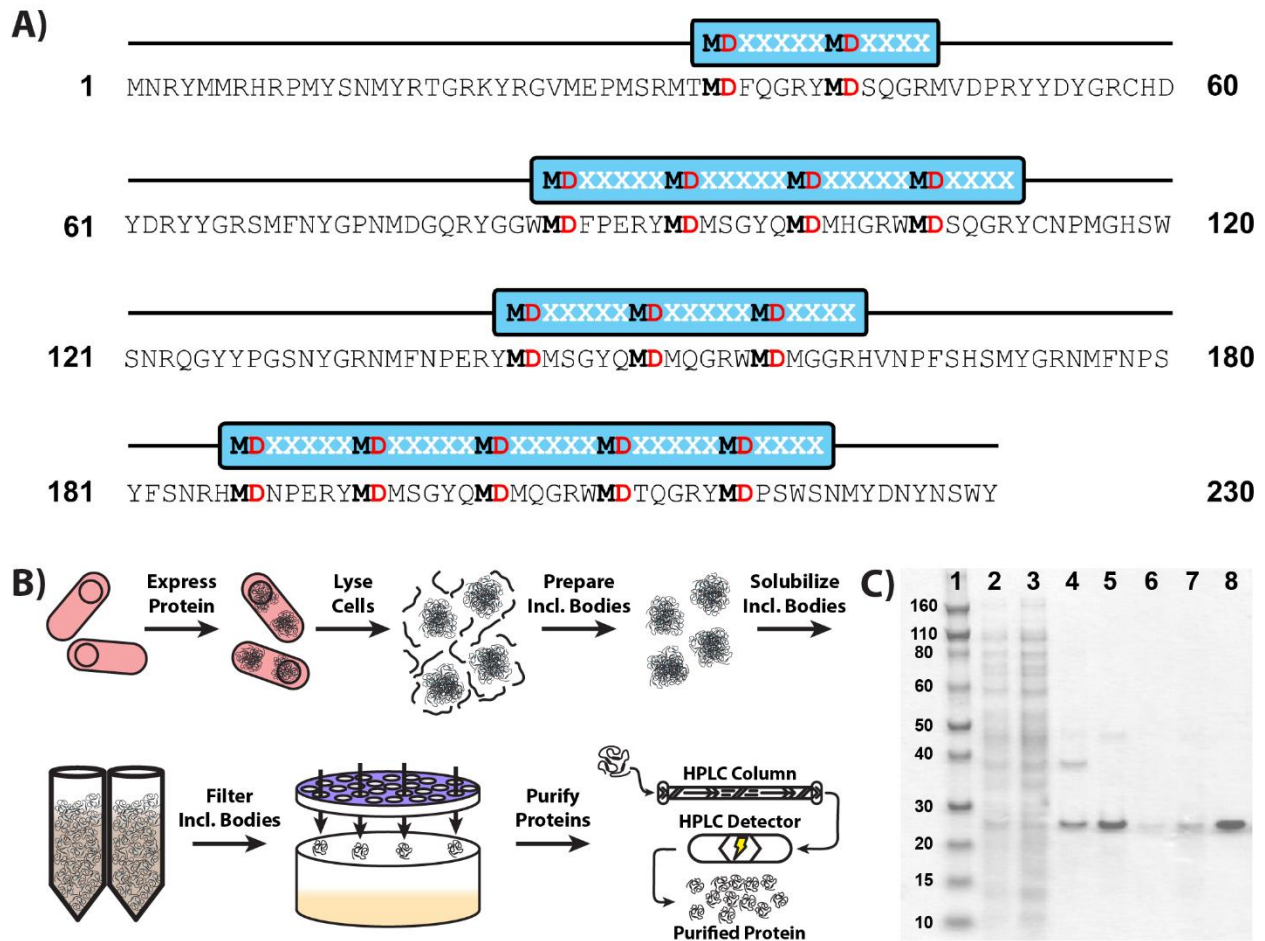 A)
MDXXXXXMDXXXX
1 MNRYMMRHRPMYSNMYRTGRKYRGVMEPMSRMTMDFQGRYMDSQGRMVDPRYYDYGRCHD 60
MDXXXXXMDXXXXXMDXXXXXMDXXXX
61 YDRYYGRSMFNYGPNMDGQRYGGWMDFPERYMDMSGYQMDMHGRWMDSQGRYCNPMGHSW 120
MDXXXXXMDXXXXXMDXXXX
121 SNRQGYYPGSNYGRNMFNPERYMDMSGYQMDMQGRWMDMGGRHVNPFSHSMYGRNMFNPS 180
MDXXXXXMDXXXXXMDXXXXXMDXXXXXMDXXXX
181 YFSNRHMDNPERYMDMSGYQMDMQGRWMDTQGRYMDPSWSNMYDNYNSWY 230
B)
Express
Protein
Lyse
Cells
Prepare
Incl. Bodies
Solubilize
Incl. Bodies
Filter
Incl. Bodies
Purify
Proteins
HPLC Column
HPLC Detector
Purified Protein
C)
1 2 3 4 5 6 7 8
160
110
80
60
50
40
30
20
15
10